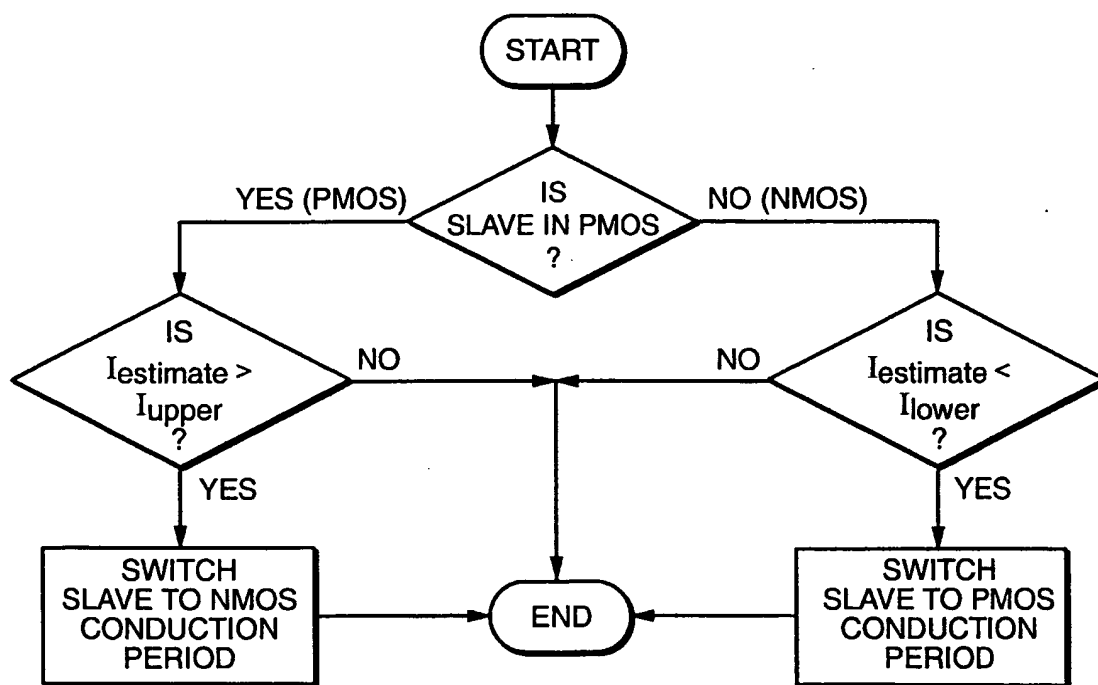 START
IS
SLAVE IN PMOS
?
YES (PMOS)
NO (NMOS)
IS
Iestimate >
Iupper
?
NO
YES
IS
Iestimate <
Ilower
?
NO
YES
SWITCH
SLAVE TO NMOS
CONDUCTION
PERIOD
END
SWITCH
SLAVE TO PMOS
CONDUCTION
PERIOD